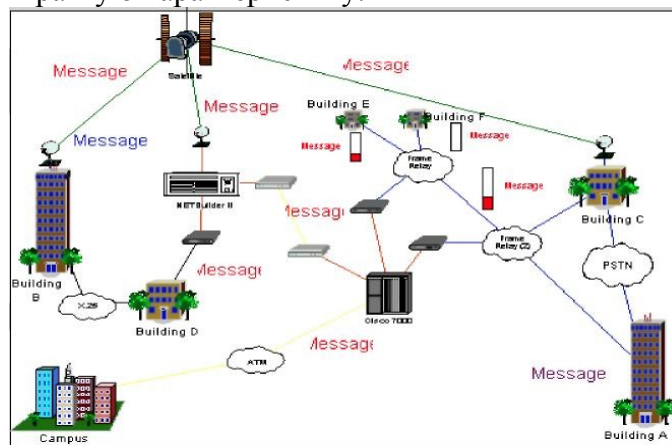 Message
Satellite
Message
Message
Message
Building E
Building F
Message
Message
Frame
Relay
Message
NETBuilder II
Message
Building C
Frame
Relay (2)
PSTN
Building
B
X.25
Message
Building D
Cisco 7000
Message
ATM
Message
Campus
Building A